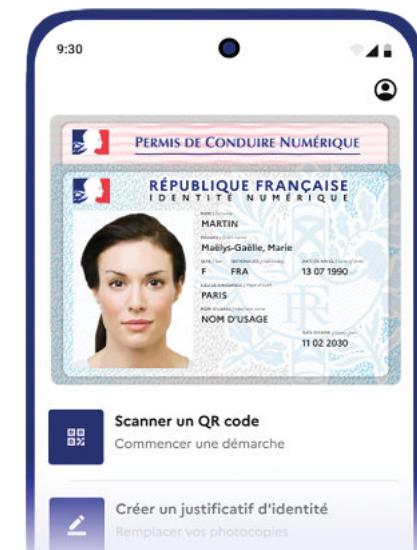 9:30
PERMIS DE CONDUIRE NUMÉRIQUE
RÉPUBLIQUE FRANÇAISE
IDENTITÉ NUMÉRIQUE
MARTIN
Maëlys-Gaëlle, Marie
F FRA 13 07 1990
PARIS
NOM D'USAGE
11 02 2030
Scanner un QR code
Commencer une démarche
Créer un justificatif d'identité
Remplacer vos photocopies